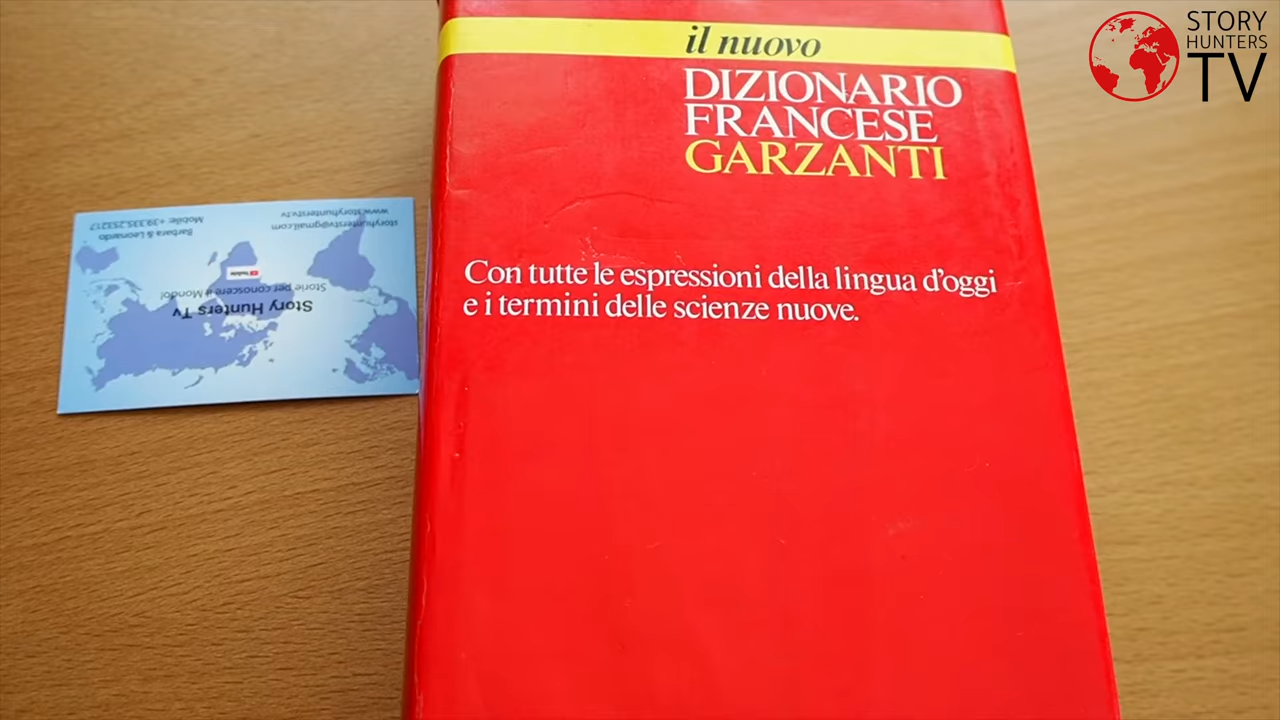 il nuovo
DIZIONARIO
FRANCESE
GARZANTI
Con tutte le espressioni della lingua d'oggi
e i termini delle scienze nuove.
STORY
HUNTERS
TV
Story Hunters Tv
Storie per conoscere il Mondo!
YouTube
Barbara & Leonardo
Mobile: +39.335.253217
storyhunterstv@gmail.com
www.storyhunterstv.tv